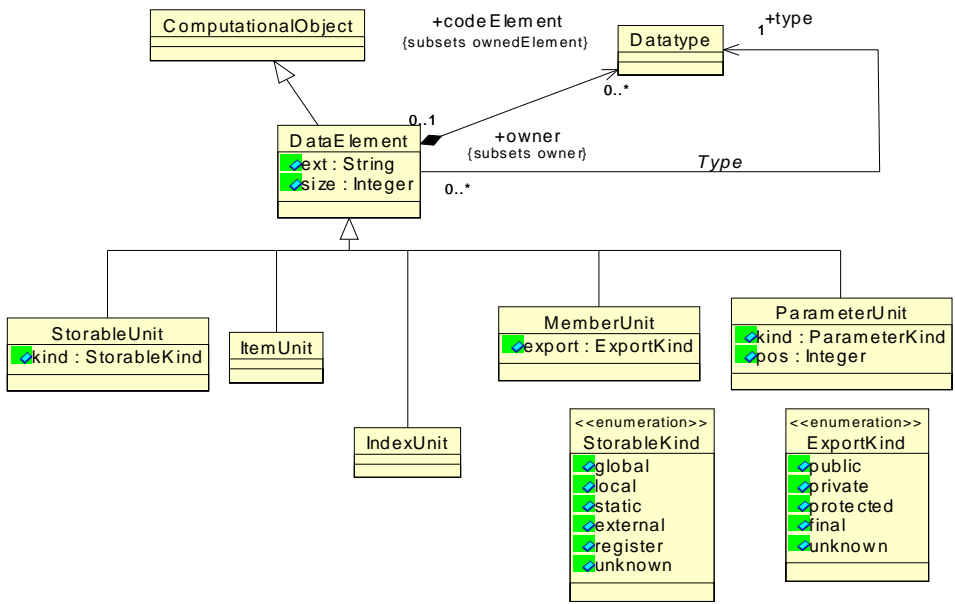 ComputationalObject
+codeElement
{subsets ownedElement}
Datatype
1
+type
0..*
0..1
DataElement
ext : String
size : Integer
+owner
{subsets owner}
Type
0..*
StorableUnit
kind : StorableKind
ItemUnit
IndexUnit
MemberUnit
export : ExportKind
ParameterUnit
kind : ParameterKind
pos : Integer
<<enumeration>>
StorableKind
global
local
static
external
register
unknown
<<enumeration>>
ExportKind
public
private
protected
final
unknown